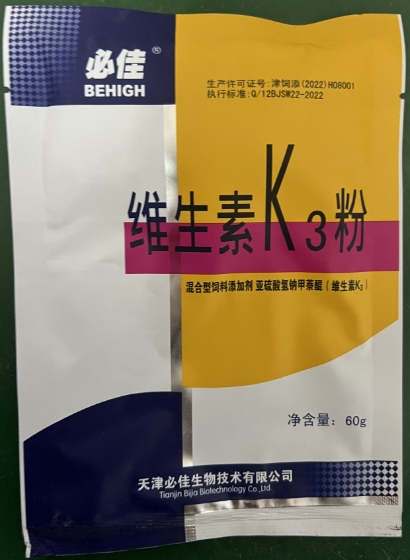 必佳®
BEHIGH
生产许可证号:津饲添(2022)H08001
执行标准:Q/12BJSW22-2022
维生素K3粉
混合型饲料添加剂 亚硫酸氢钠甲萘醌(维生素K₃)
净含量: 60g
天津必佳生物技术有限公司
Tianjin Bijia Biotechnology Co.,Ltd.